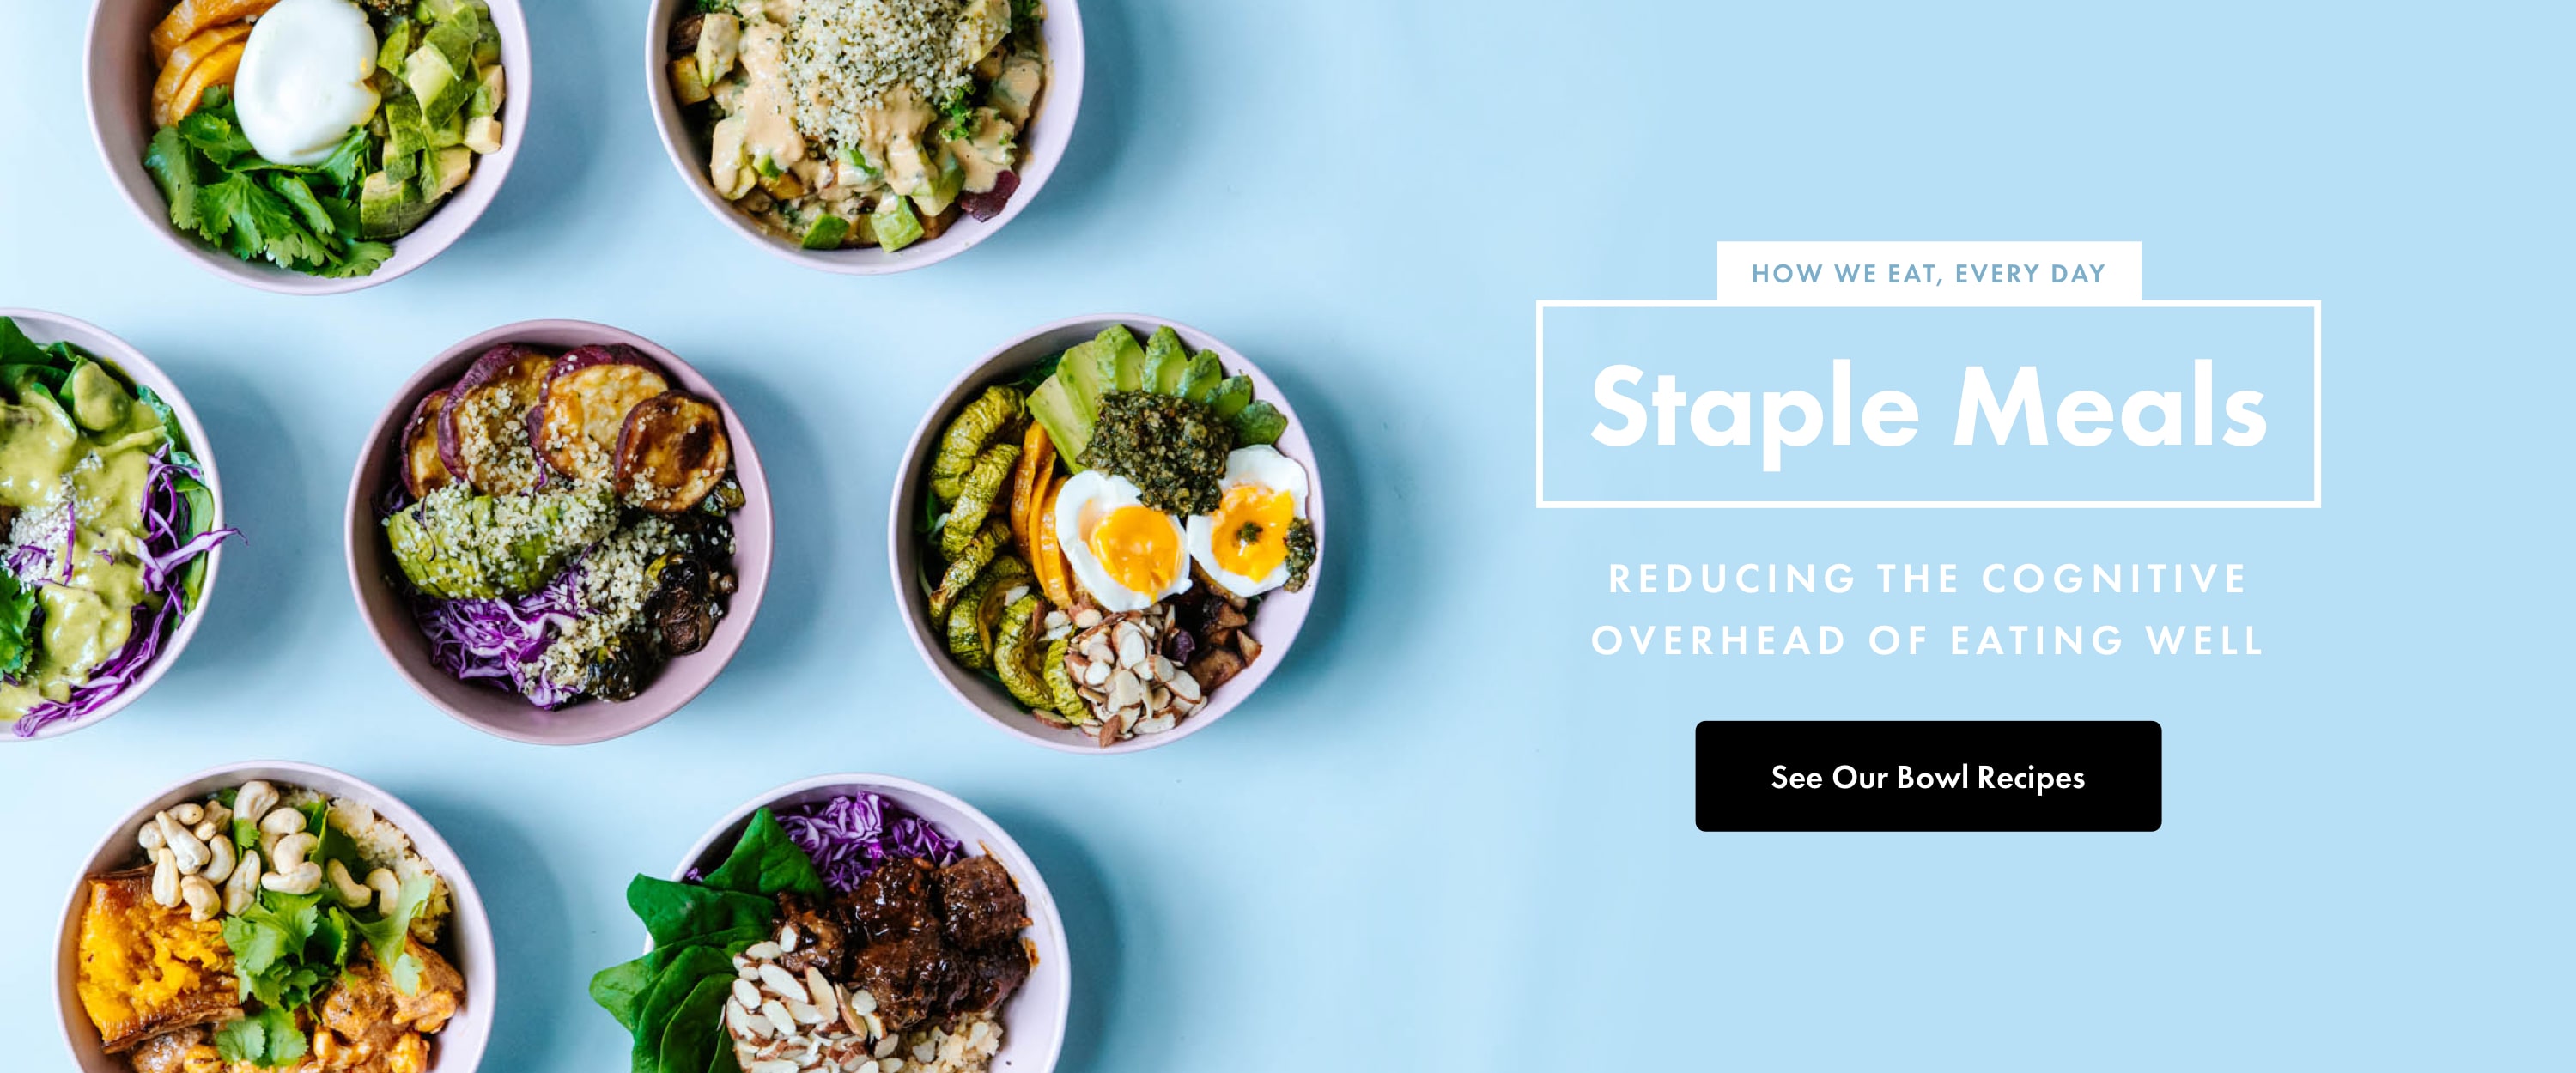 HOW WE EAT, EVERY DAY
Staple Meals
REDUCING THE COGNITIVE
OVERHEAD OF EATING WELL
See Our Bowl Recipes